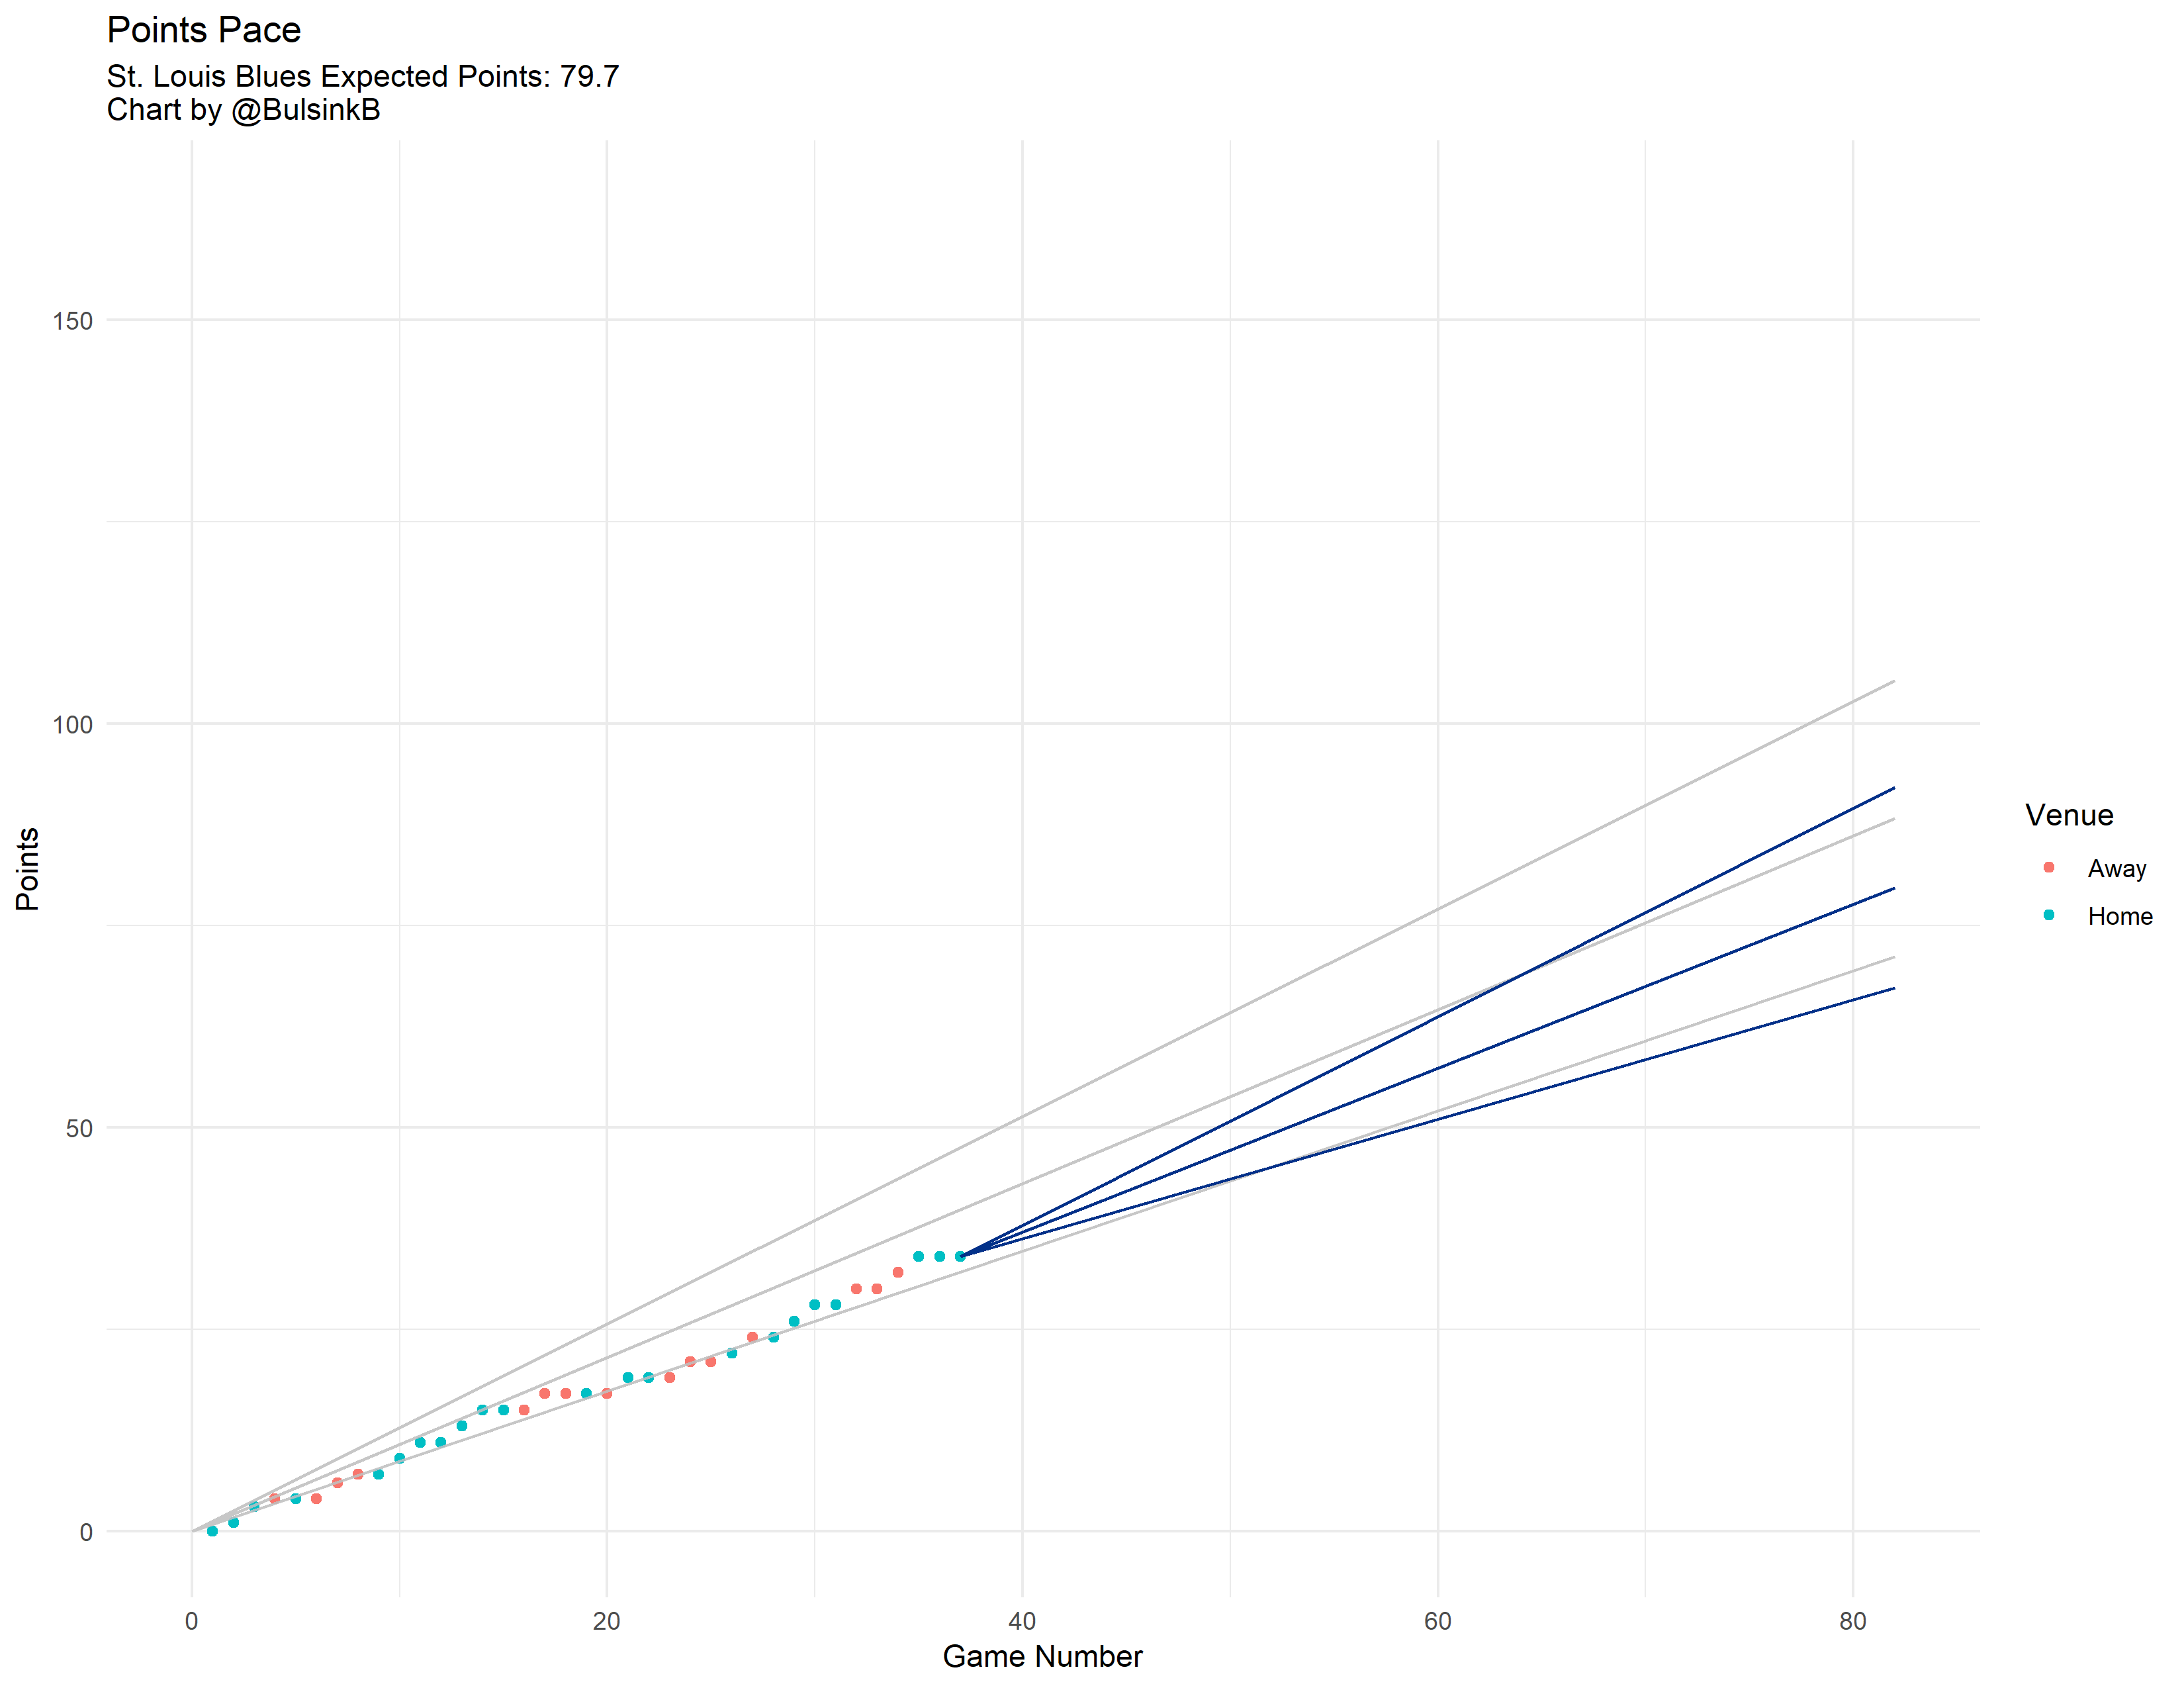 Points Pace
St. Louis Blues Expected Points: 79.7
Chart by @BulsinkB
150
100
50
0
Points
0 20 40 60 80
Game Number
Venue
Away
Home